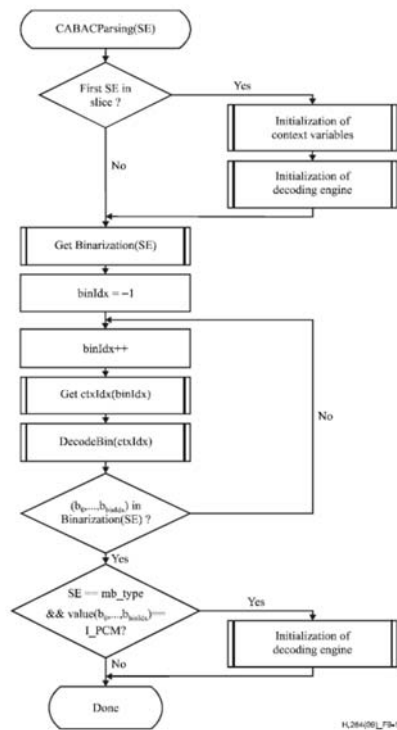 CABACParsing(SE)
First SE in
slice ?
Yes
Initialization of
context variables
No
Initialization of
decoding engine
Get Binarization(SE)
binIdx = –1
binIdx++
Get ctxIdx(binIdx)
No
DecodeBin(ctxIdx)
(b₀,...,b_binIdx) in
Binarization(SE) ?
Yes
SE == mb_type
&& value(b₀,...,b_binIdx)==
I_PCM?
Yes
Initialization of
decoding engine
No
Done